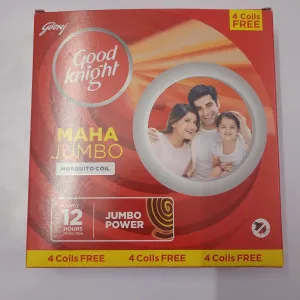 Godrej
4 Coils
FREE
Good
knight
MAHA
JUMBO
MOSQUITO COIL
12
HOURS
JUMBO
POWER
4 Coils FREE
4 Coils FREE
4 Coils FREE